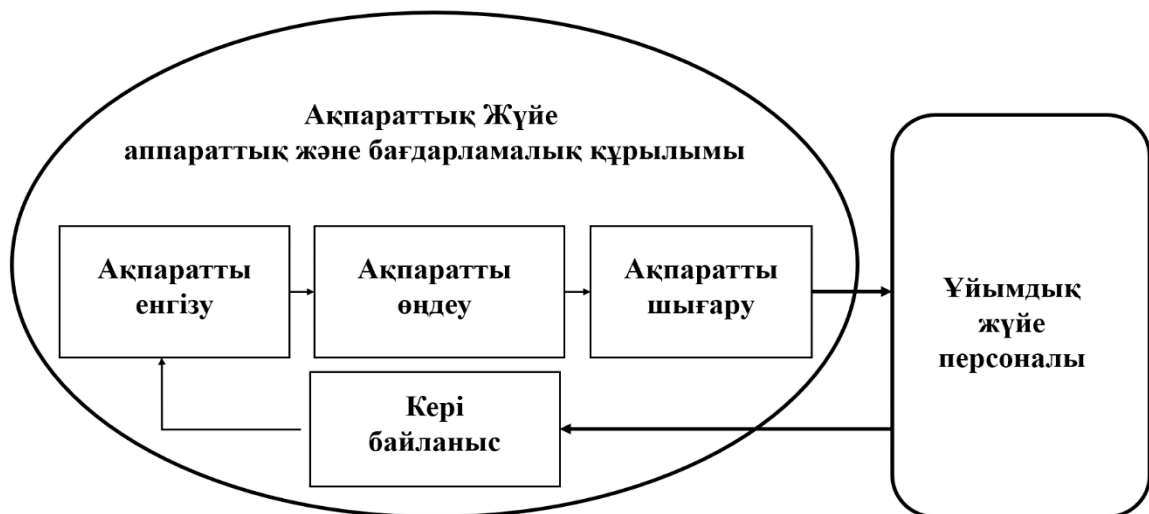 Ақпараттық Жүйе
аппараттық және бағдарламалық құрылымы
Ақпаратты
енгізу
Ақпаратты
өңдеу
Ақпаратты
шығару
Кері
байланыс
Ұйымдық
жүйе
персоналы